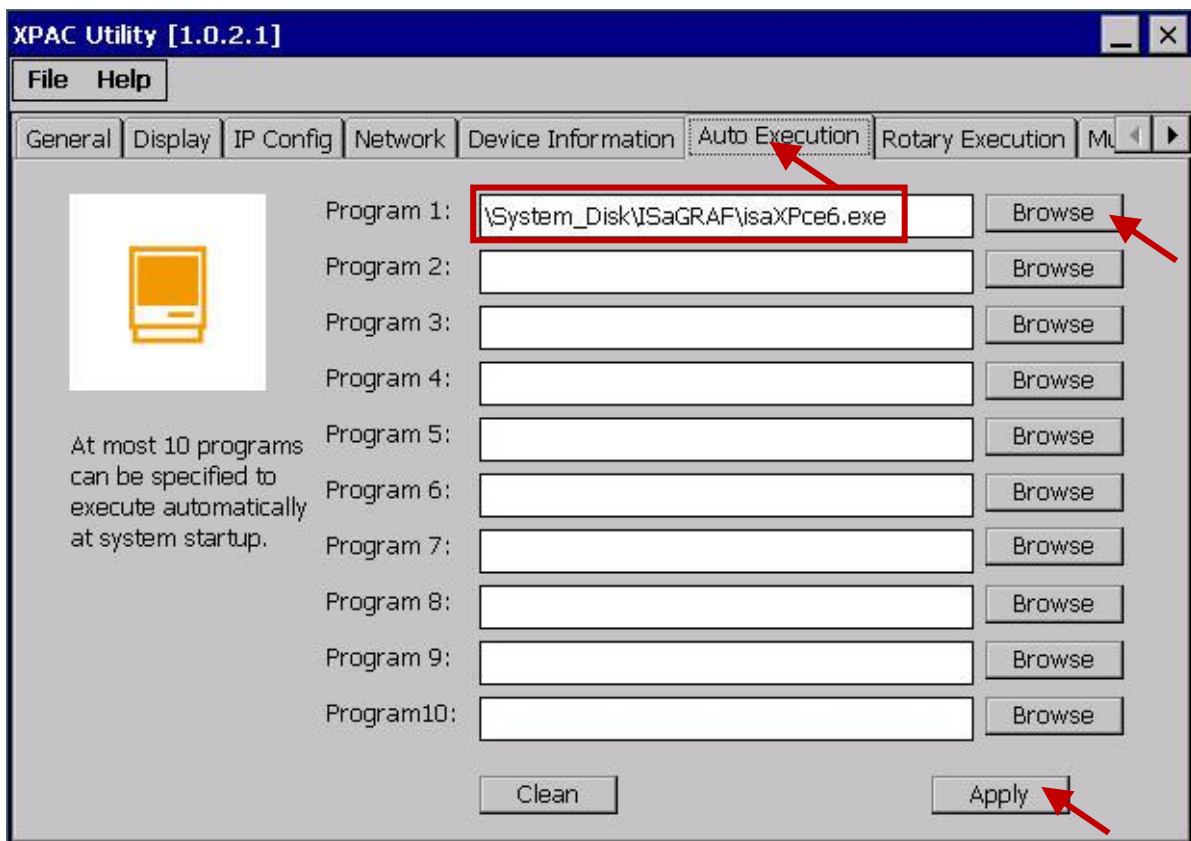 XPAC Utility [1.0.2.1]
File Help
General Display IP Config Network Device Information Auto Execution Rotary Execution
Program 1: \System_Disk\ISaGRAF\isaXPce6.exe Browse
Program 2: Browse
Program 3: Browse
Program 4: Browse
At most 10 programs
can be specified to
execute automatically
at system startup.
Program 5: Browse
Program 6: Browse
Program 7: Browse
Program 8: Browse
Program 9: Browse
Program10: Browse
Clean Apply